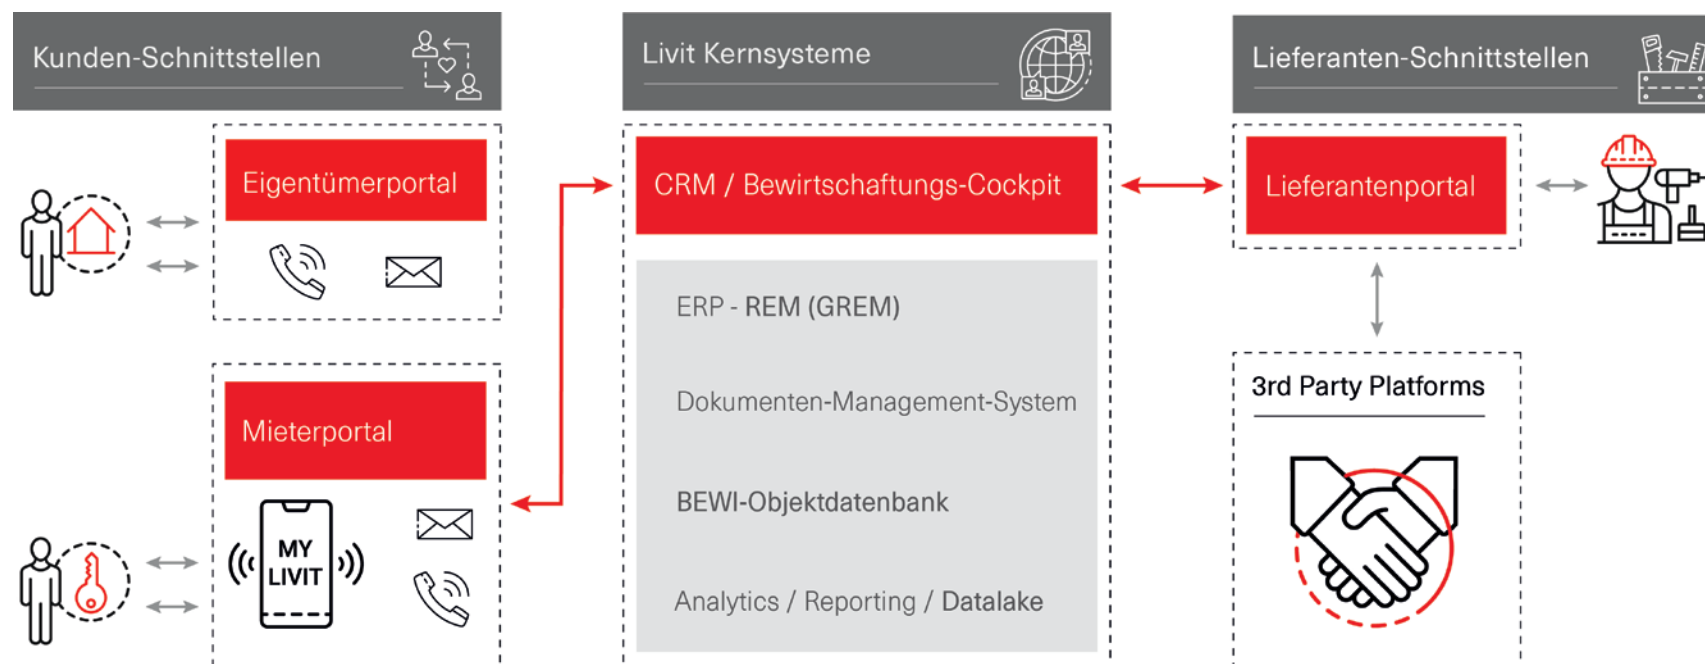 Kunden-Schnittstellen
Eigentümerportal
Mieterportal
MY
LIVIT
Livit Kernsysteme
CRM / Bewirtschaftungs-Cockpit
ERP - REM (GREM)
Dokumenten-Management-System
BEWI-Objektdatenbank
Analytics / Reporting / Datalake
Lieferanten-Schnittstellen
Lieferantenportal
3rd Party Platforms